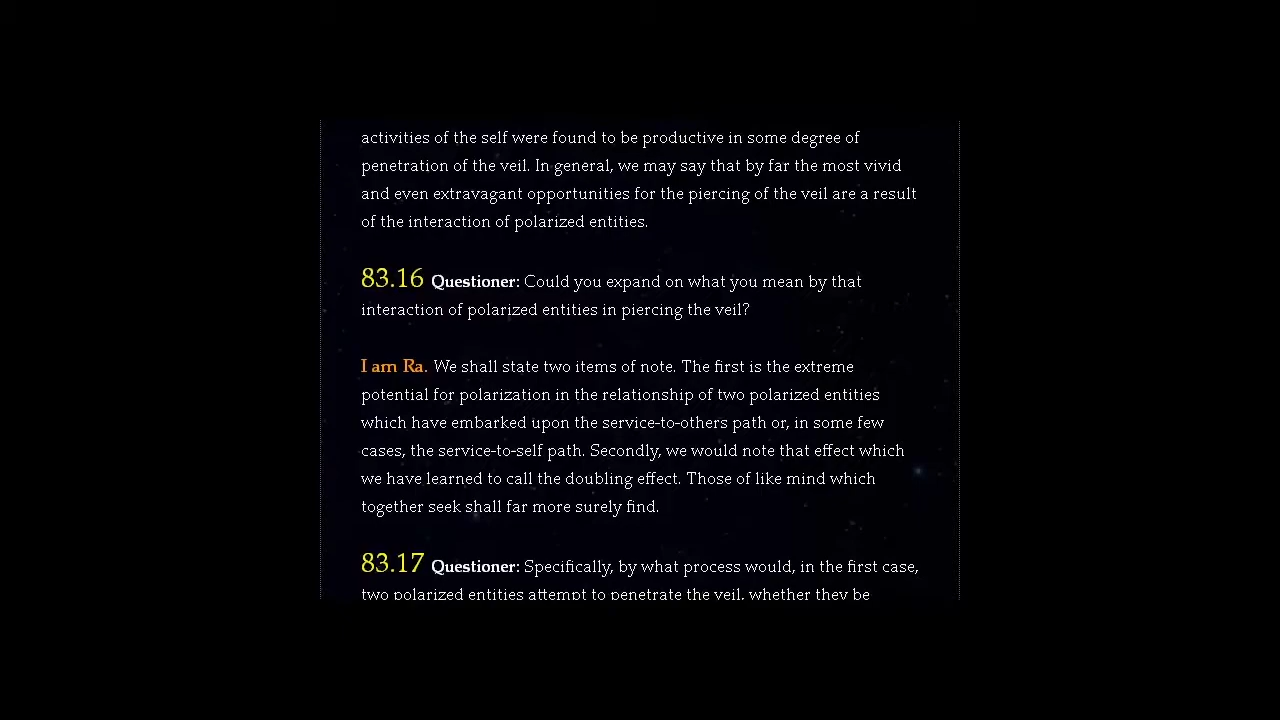 activities of the self were found to be productive in some degree of
penetration of the veil. In general, we may say that by far the most vivid
and even extravagant opportunities for the piercing of the veil are a result
of the interaction of polarized entities.
83.16 Questioner: Could you expand on what you mean by that
interaction of polarized entities in piercing the veil?
I am Ra. We shall state two items of note. The first is the extreme
potential for polarization in the relationship of two polarized entities
which have embarked upon the service-to-others path or, in some few
cases, the service-to-self path. Secondly, we would note that effect which
we have learned to call the doubling effect. Those of like mind which
together seek shall far more surely find.
83.17 Questioner: Specifically, by what process would, in the first case,
two polarized entities attempt to penetrate the veil, whether they be